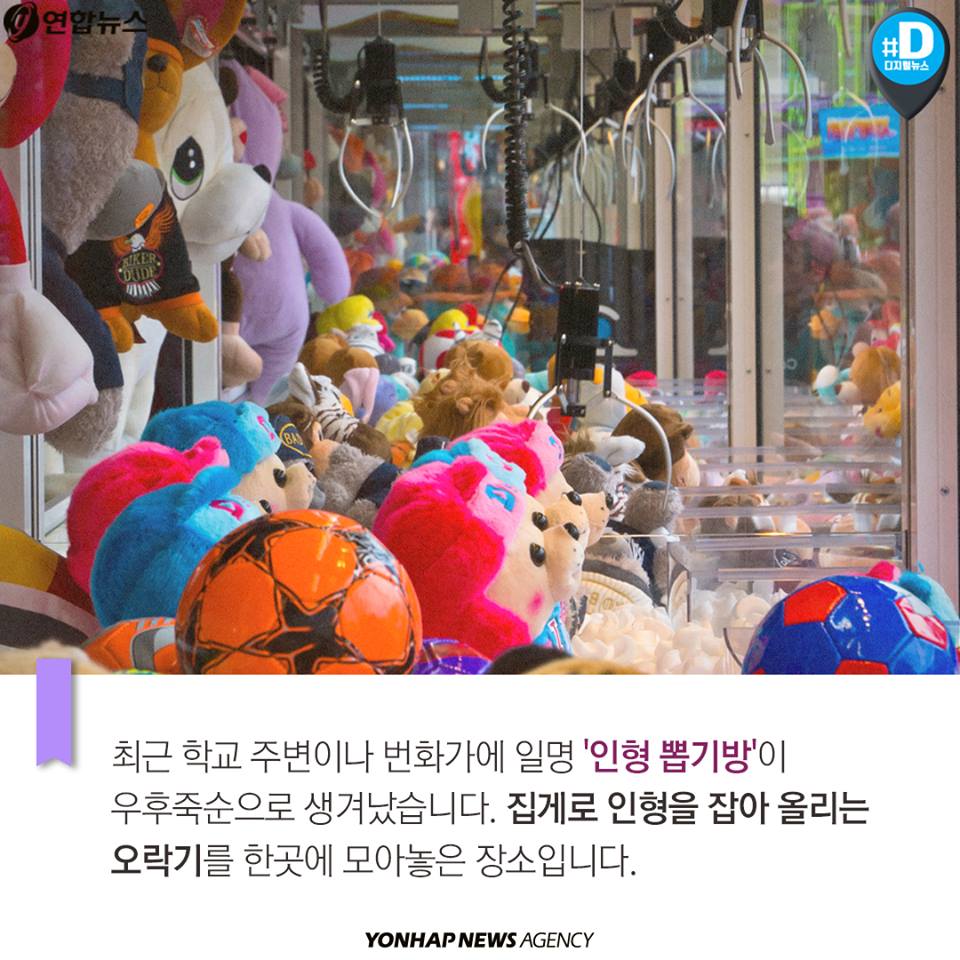 연합뉴스
#D
디지털뉴스
BIKER
DUDE
BAD
최근 학교 주변이나 번화가에 일명 '인형 뽑기방'이
우후죽순으로 생겨났습니다. 집게로 인형을 잡아 올리는
오락기를 한곳에 모아놓은 장소입니다.
YONHAP NEWS AGENCY